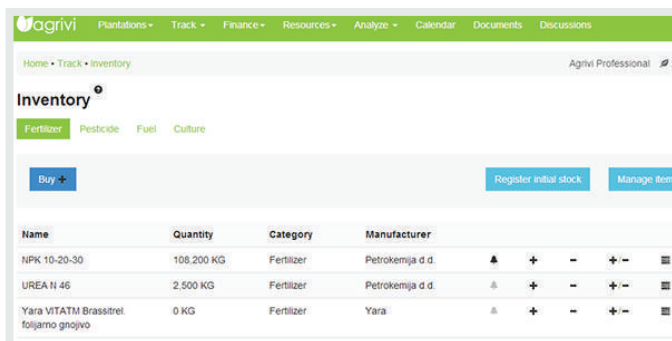 agrivi Plantations Track Finance Resources Analyze Calendar Documents Discussions
Home • Track • Inventory Agrivi Professional
Inventory
Fertilizer Pesticide Fuel Culture
Buy + Register initial stock Manage item
Name Quantity Category Manufacturer
NPK 10-20-30 108,200 KG Fertilizer Petrokemija d.d. + - +/-
UREA N 46 2,500 KG Fertilizer Petrokemija d.d. + - +/-
Yara VITATM Brassitrel. 0 KG Fertilizer Yara + - +/-
folijarno gnojivo